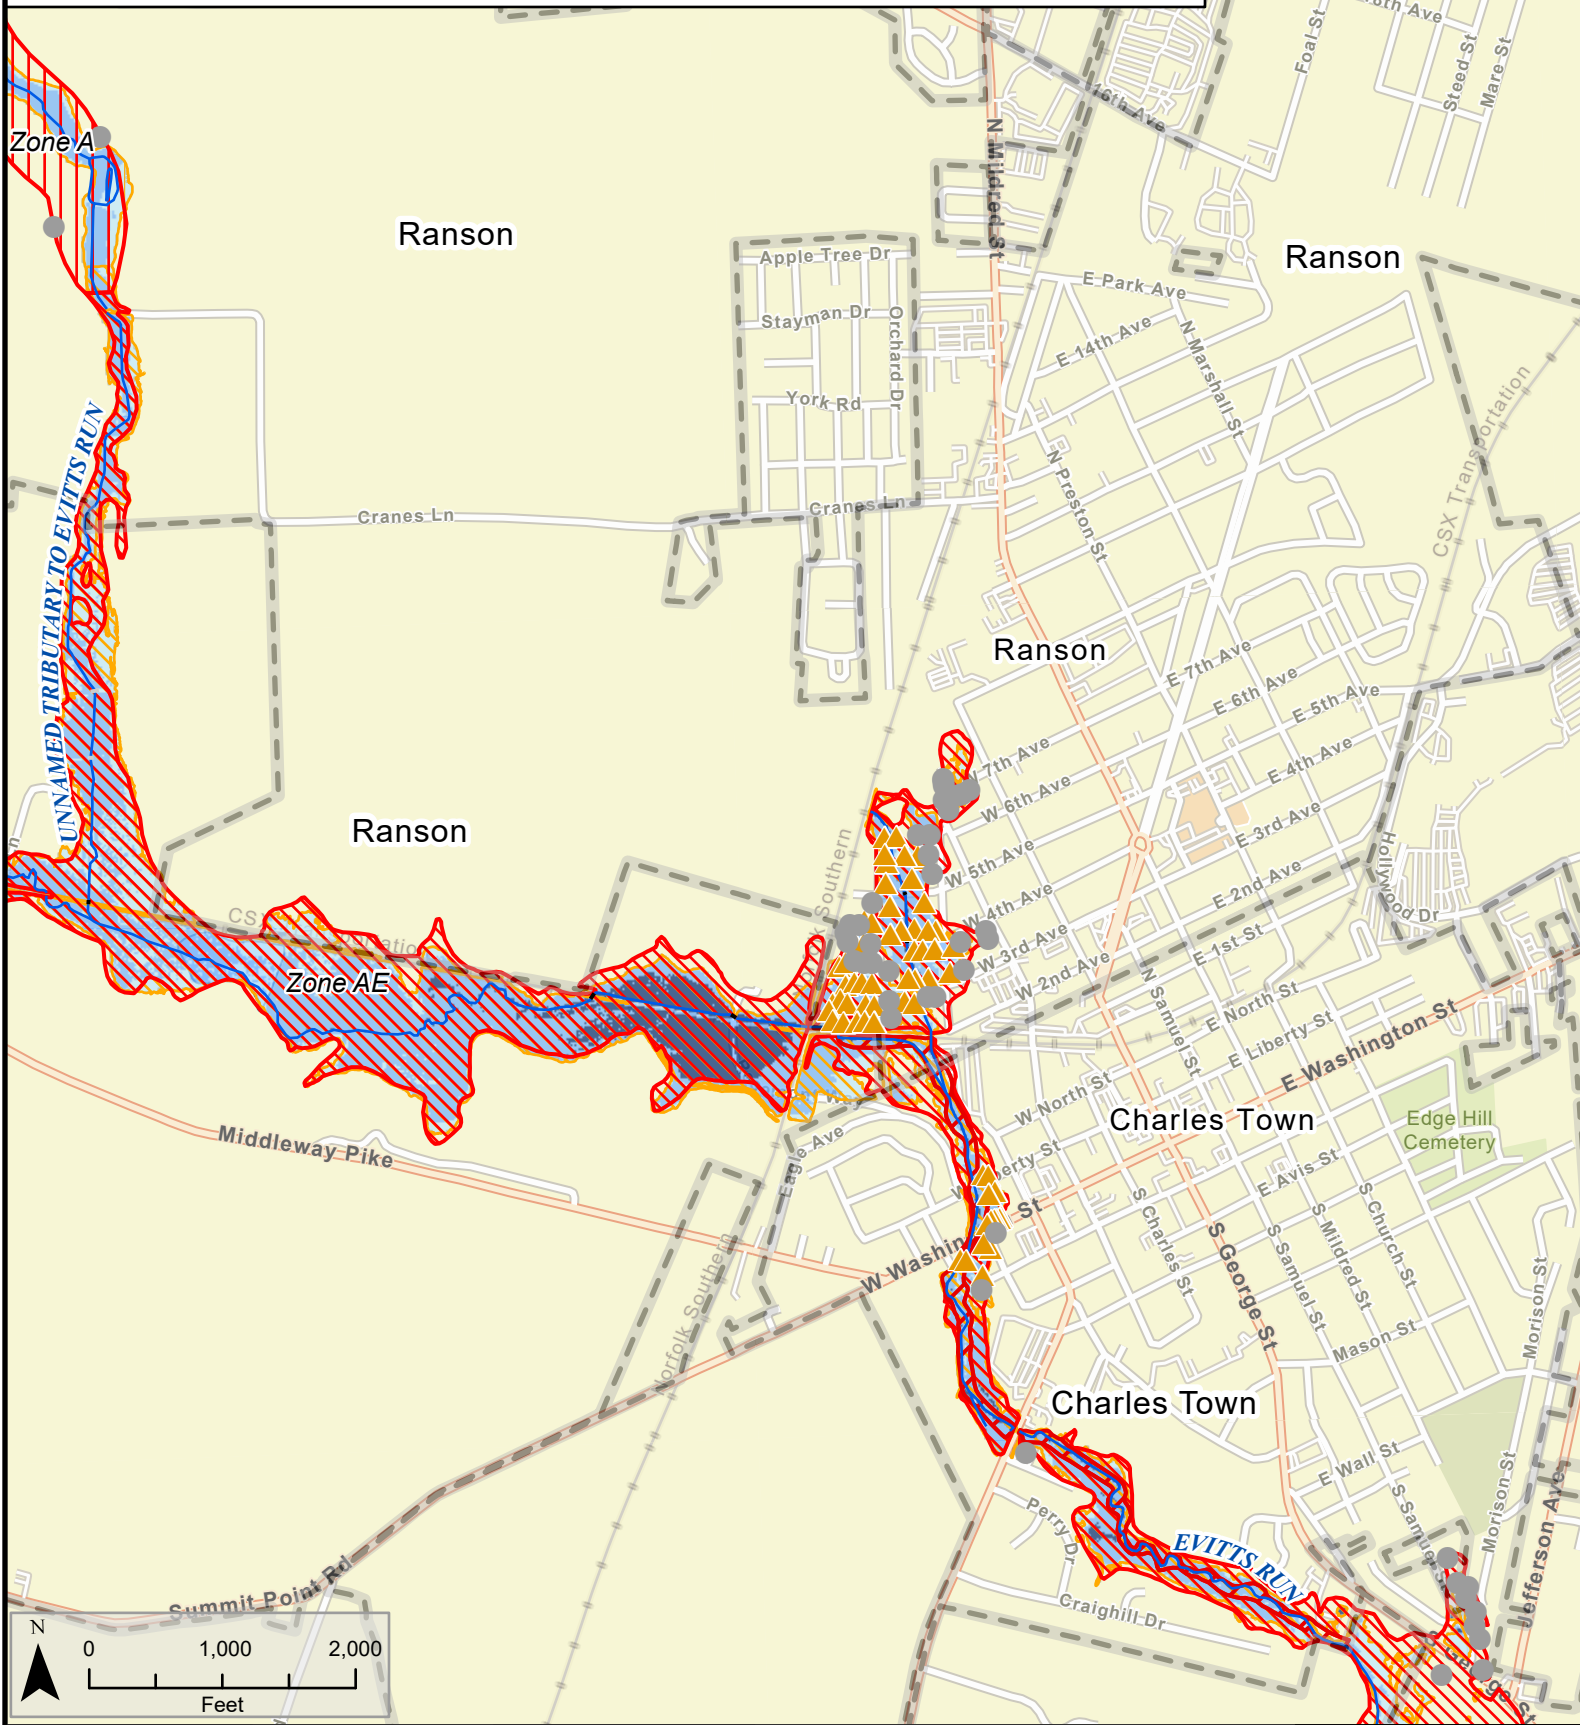 16th Ave
Foal St
Steed St
Mare St
Zone A
N Mildred St
Ranson
Ranson
Apple Tree Dr
E Park Ave
Stayman Dr
Orchard Dr
E 14th Ave
N Marshall St
York Rd
CSX Transportation
UNNAMED TRIBUTARY TO EVITTS RUN
N Preston St
Cranes Ln
Cranes Ln
Ranson
E 7th Ave
E 6th Ave
E 5th Ave
7th Ave
E 4th Ave
W 6th Ave
E 3rd Ave
Ranson
W 5th Ave
Hollywood Dr
E 2nd Ave
W 4th Ave
CSX
Southern
W 3rd Ave
E 1st St
Zone AE
W 2nd Ave
N Samuel St
E North St
E Liberty St
E Washington St
W North St
Charles Town
Edge Hill
Cemetery
Middleway Pike
Eagle Ave
E Avis St
S Charles St
S George St
S Church St
S Mildred St
S Samuel St
W Washin
St
Norfolk Southern
Morison St
Mason St
Charles Town
E Wall St
Morison St
Perry Dr
EVITTS RUN
Jefferson Ave
Summit Point Rd
Craighill Dr
N
0 1,000 2,000
Feet